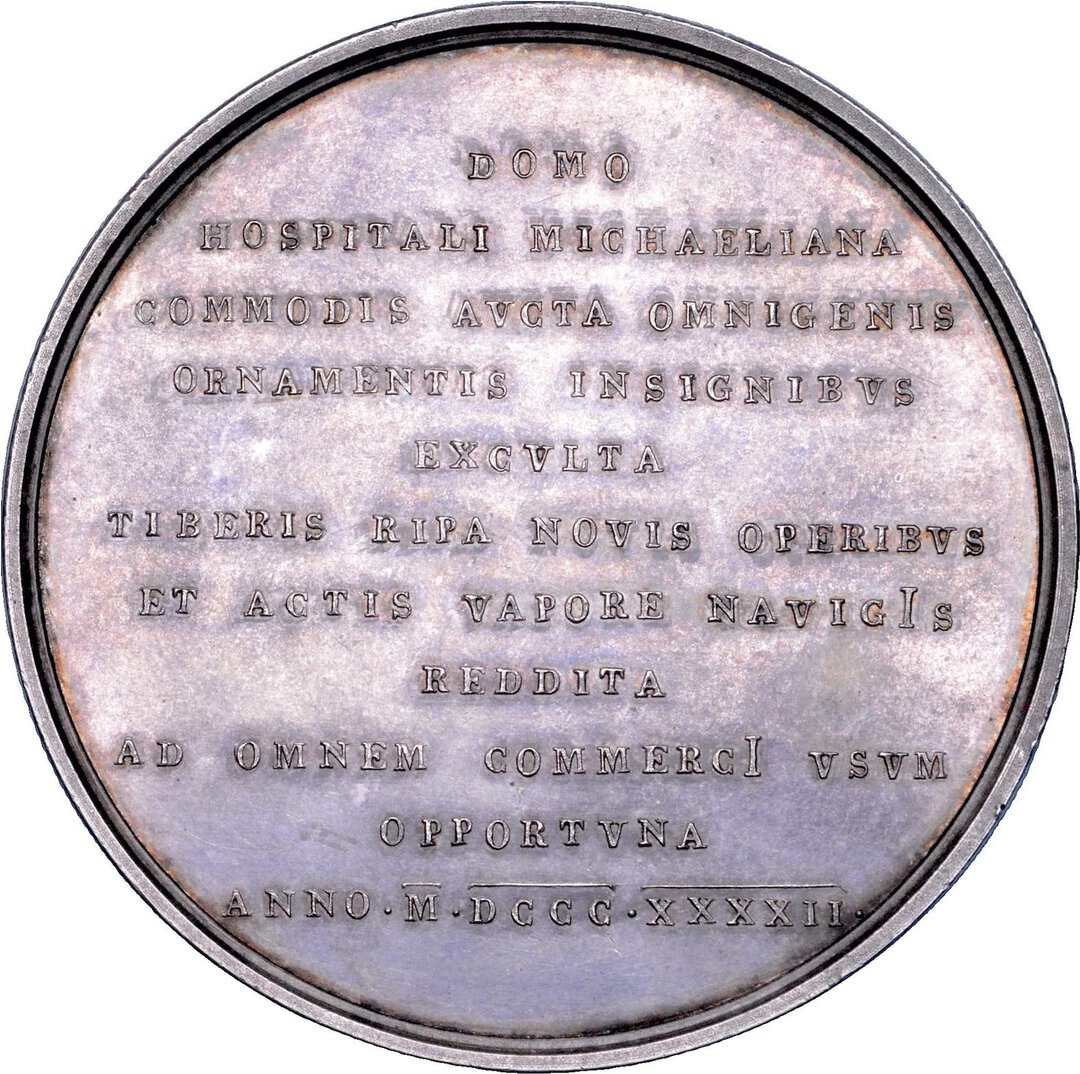 DOMO
HOSPITALI MICHAELIANA
COMMODIS AVCTA OMNIGENIS
ORNAMENTIS INSIGNIBVS
EXCVLTA
TIBERIS RIPA NOVIS OPERIBVS
ET ACTIS VAPORE NAVIGIS
REDDITA
AD OMNEM COMMERCI VSVM
OPPORTVNA
ANNO·M·DCCC·XXXXII·